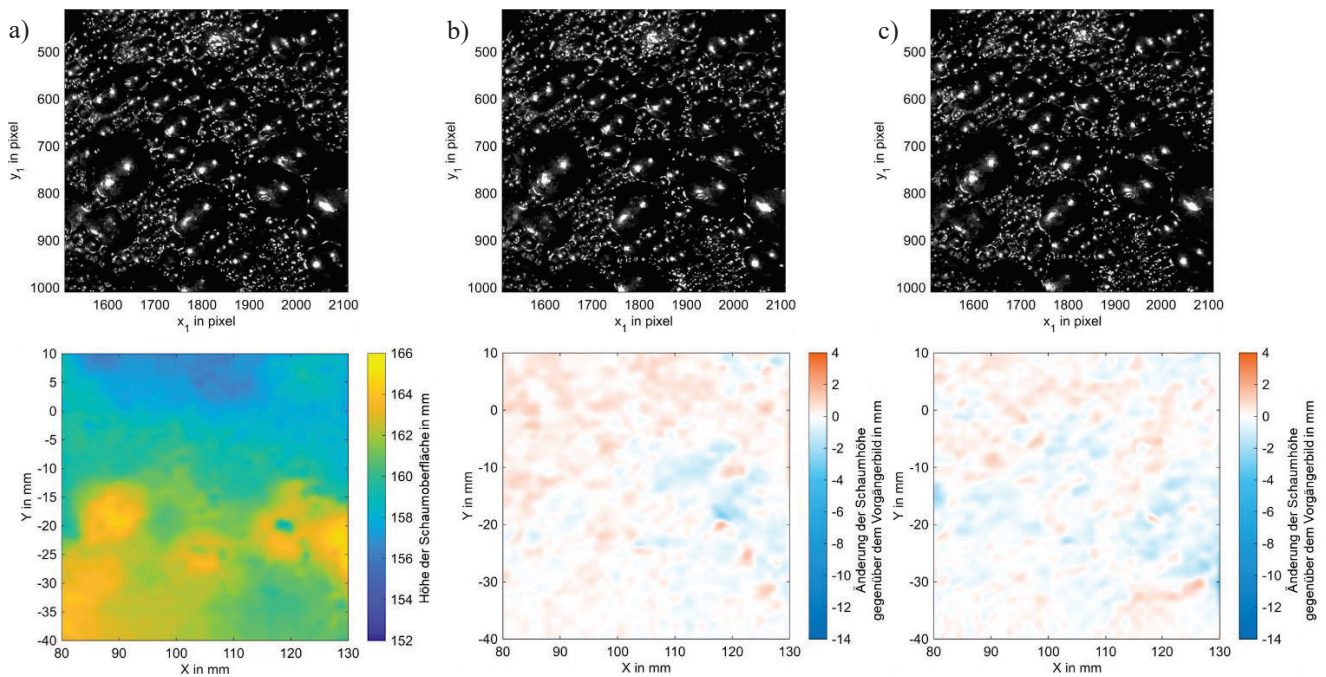 a)
500
600
700
800
900
1000
y1 in pixel
1600 1700 1800 1900 2000 2100
x1 in pixel
b)
500
600
700
800
900
1000
y1 in pixel
1600 1700 1800 1900 2000 2100
x1 in pixel
c)
500
600
700
800
900
1000
y1 in pixel
1600 1700 1800 1900 2000 2100
x1 in pixel
10
5
0
-5
-10
-15
-20
-25
-30
-35
-40
Y in mm
80 90 100 110 120 130
X in mm
166
164
162
160
158
156
154
152
Höhe der Schaumoberfläche in mm
10
0
-10
-20
-30
-40
Y in mm
80 90 100 110 120 130
X in mm
4
2
0
-2
-4
-6
-8
-10
-12
-14
Änderung der Schaumhöhe
gegenüber dem Vorgängerbild in mm
10
0
-10
-20
-30
-40
Y in mm
80 90 100 110 120 130
X in mm
4
2
0
-2
-4
-6
-8
-10
-12
-14
Änderung der Schaumhöhe
gegenüber dem Vorgängerbild in mm